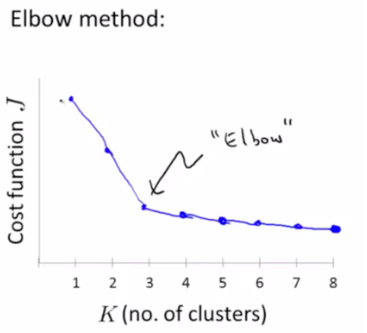 Elbow method:
Cost function J
"Elbow"
1 2 3 4 5 6 7 8
K (no. of clusters)